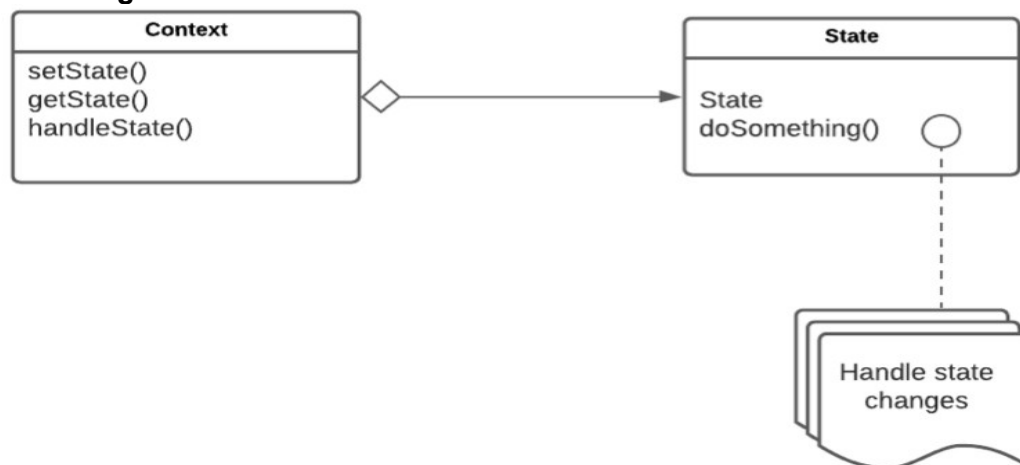 Context
setState()
getState()
handleState()
State
State
doSomething()
Handle state
changes